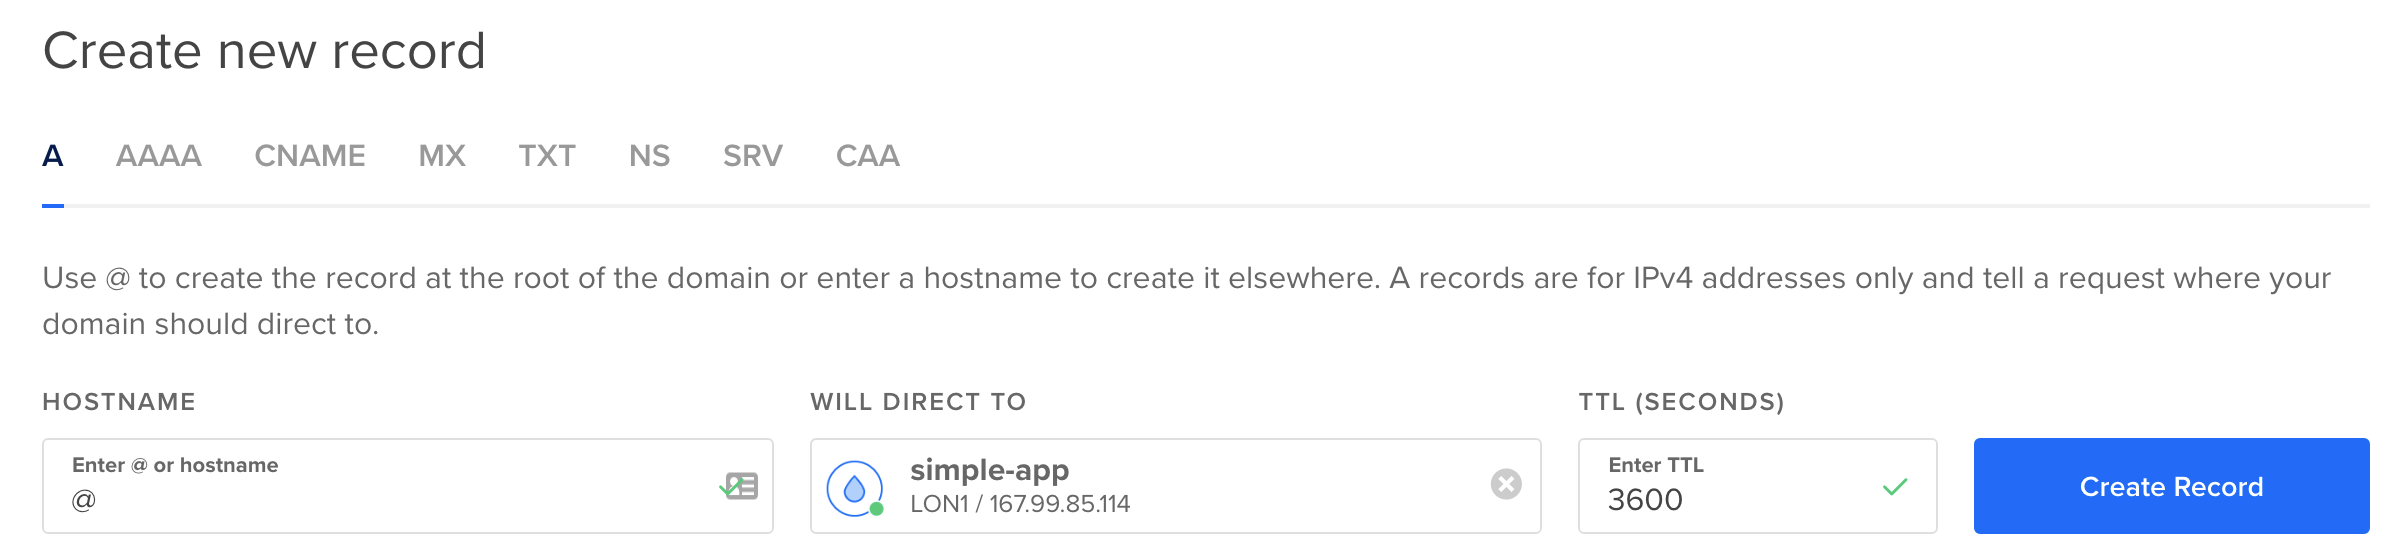 Create new record
A AAAA CNAME MX TXT NS SRV CAA
Use @ to create the record at the root of the domain or enter a hostname to create it elsewhere. A records are for IPv4 addresses only and tell a request where your
domain should direct to.
HOSTNAME WILL DIRECT TO TTL (SECONDS)
Enter @ or hostname
@
simple-app
LON1 / 167.99.85.114
Enter TTL
3600
Create Record